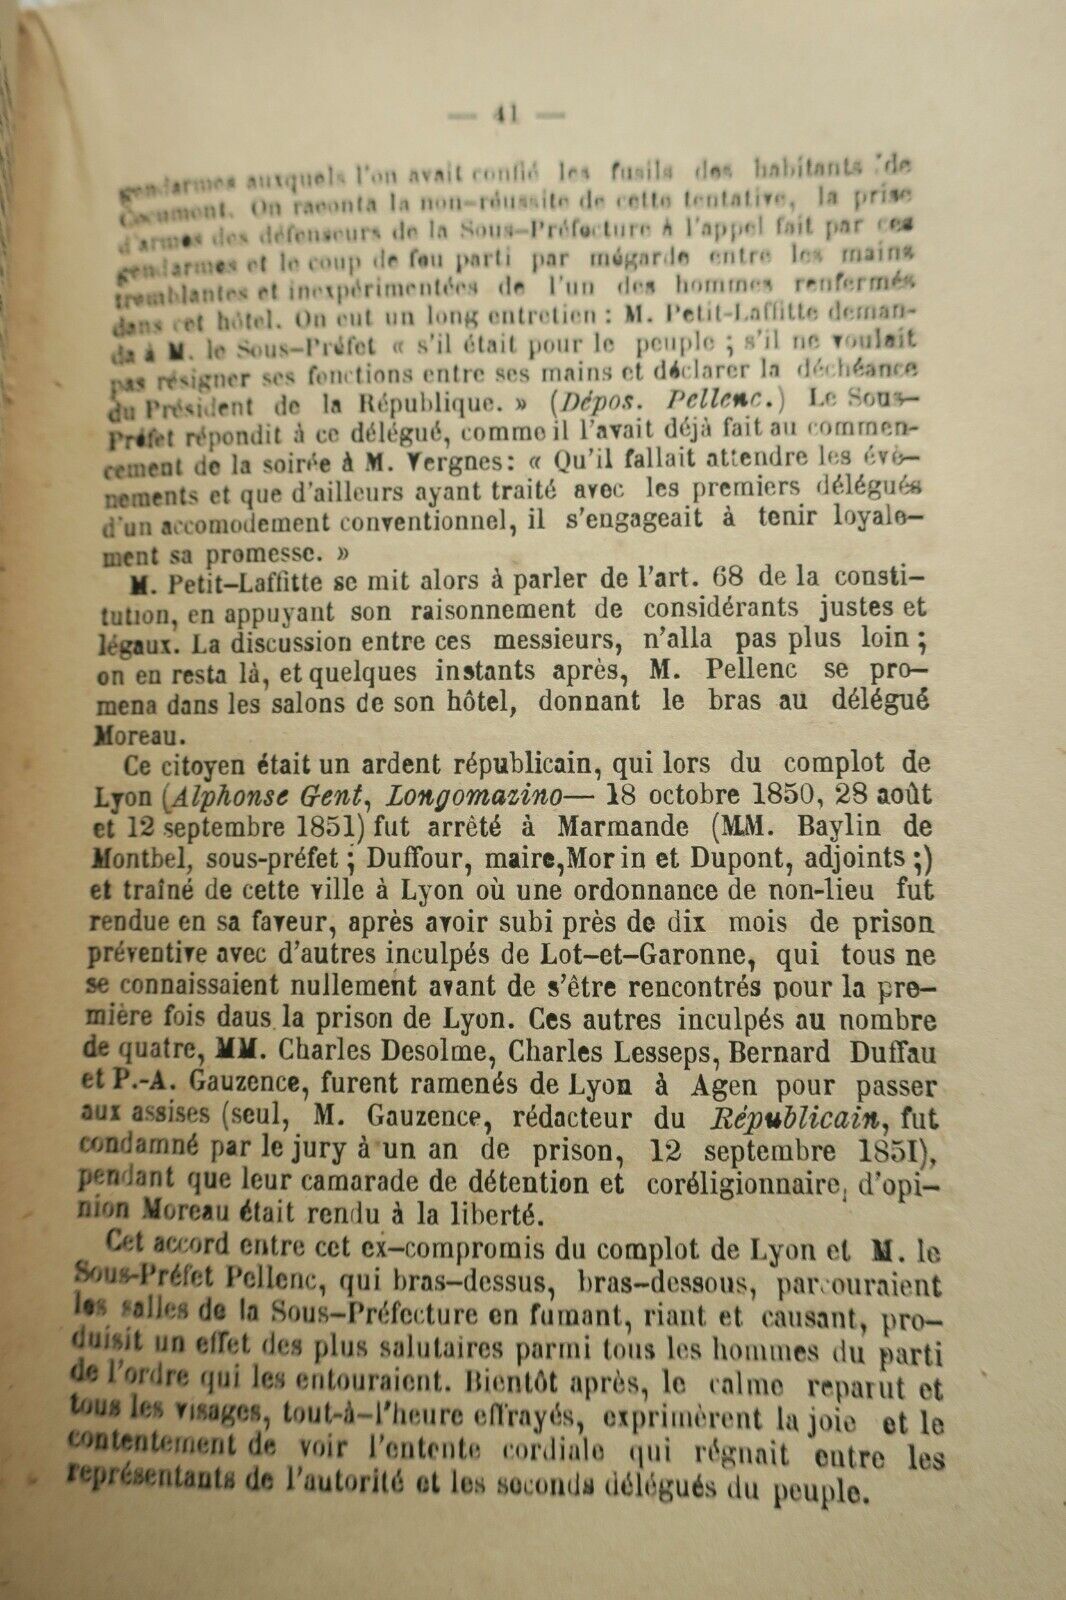 — 41 —
gendarmes auxquels l'on avait confié les fusils des habitants de
Caumont. On raconta la non-réussite de cette tentative, la prise
d'armes des défenseurs de la Sous-Préfecture à l'appel fait par ces
gendarmes et le coup de feu parti par mégarde entre les mains
tremblantes et inexpérimentées de l'un des hommes renfermés
dans cet hôtel. On eut un long entretien : M. Petit-Laffitte deman-
da à M. le Sous-Préfet « s'il était pour le peuple ; s'il ne voulait
pas résigner ses fonctions entre ses mains et déclarer la déchéance
du Président de la République. » (Dépos. Pellenc.) Le Sous-
Préfet répondit à ce délégué, comme il l'avait déjà fait au commen-
cement de la soirée à M. Vergnes : « Qu'il fallait attendre les évè-
nements et que d'ailleurs ayant traité avec les premiers délégués
d'un accomodement conventionnel, il s'engageait à tenir loyale-
ment sa promesse. »
M. Petit-Laffitte se mit alors à parler de l'art. 68 de la consti-
tution, en appuyant son raisonnement de considérants justes et
légaux. La discussion entre ces messieurs, n'alla pas plus loin ;
on en resta là, et quelques instants après, M. Pellenc se pro-
mena dans les salons de son hôtel, donnant le bras au délégué
Moreau.
Ce citoyen était un ardent républicain, qui lors du complot de
Lyon (Alphonse Gent, Longomazino— 18 octobre 1850, 28 août
et 12 septembre 1851) fut arrêté à Marmande (MM. Baylin de
Montbel, sous-préfet ; Duffour, maire, Morin et Dupont, adjoints ;)
et traîné de cette ville à Lyon où une ordonnance de non-lieu fut
rendue en sa faveur, après avoir subi près de dix mois de prison
préventive avec d'autres inculpés de Lot-et-Garonne, qui tous ne
se connaissaient nullement avant de s'être rencontrés pour la pre-
mière fois daus la prison de Lyon. Ces autres inculpés au nombre
de quatre, MM. Charles Desolme, Charles Lesseps, Bernard Duffau
et P.-A. Gauzence, furent ramenés de Lyon à Agen pour passer
aux assises (seul, M. Gauzence, rédacteur du Républicain, fut
condamné par le jury à un an de prison, 12 septembre 185I),
pendant que leur camarade de détention et coréligionnaire, d'opi-
nion Moreau était rendu à la liberté.
Cet accord entre cet ex-compromis du complot de Lyon et M. le
Sous-Préfet Pellenc, qui bras-dessus, bras-dessous, parcouraient
les salles de la Sous-Préfecture en fumant, riant et causant, pro-
duisit un effet des plus salutaires parmi tous les hommes du parti
de l'ordre qui les entouraient. Bientôt après, le calme reparut et
tous les visages, tout-à-l'heure effrayés, exprimèrent la joie et le
contentement de voir l'entente cordiale qui régnait entre les
représentants de l'autorité et les seconds délégués du peuple.